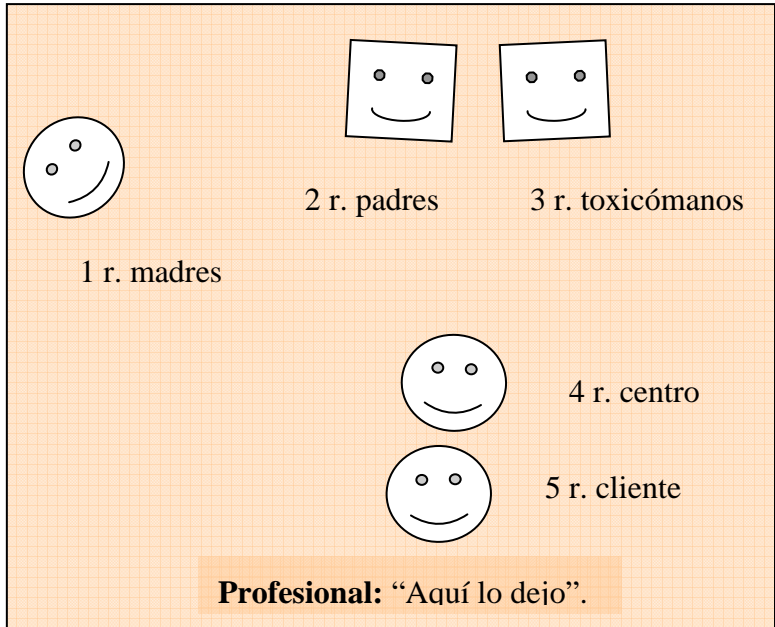 2 r. padres
3 r. toxicómanos
1 r. madres
4 r. centro
5 r. cliente
Profesional: “Aquí lo dejo”.